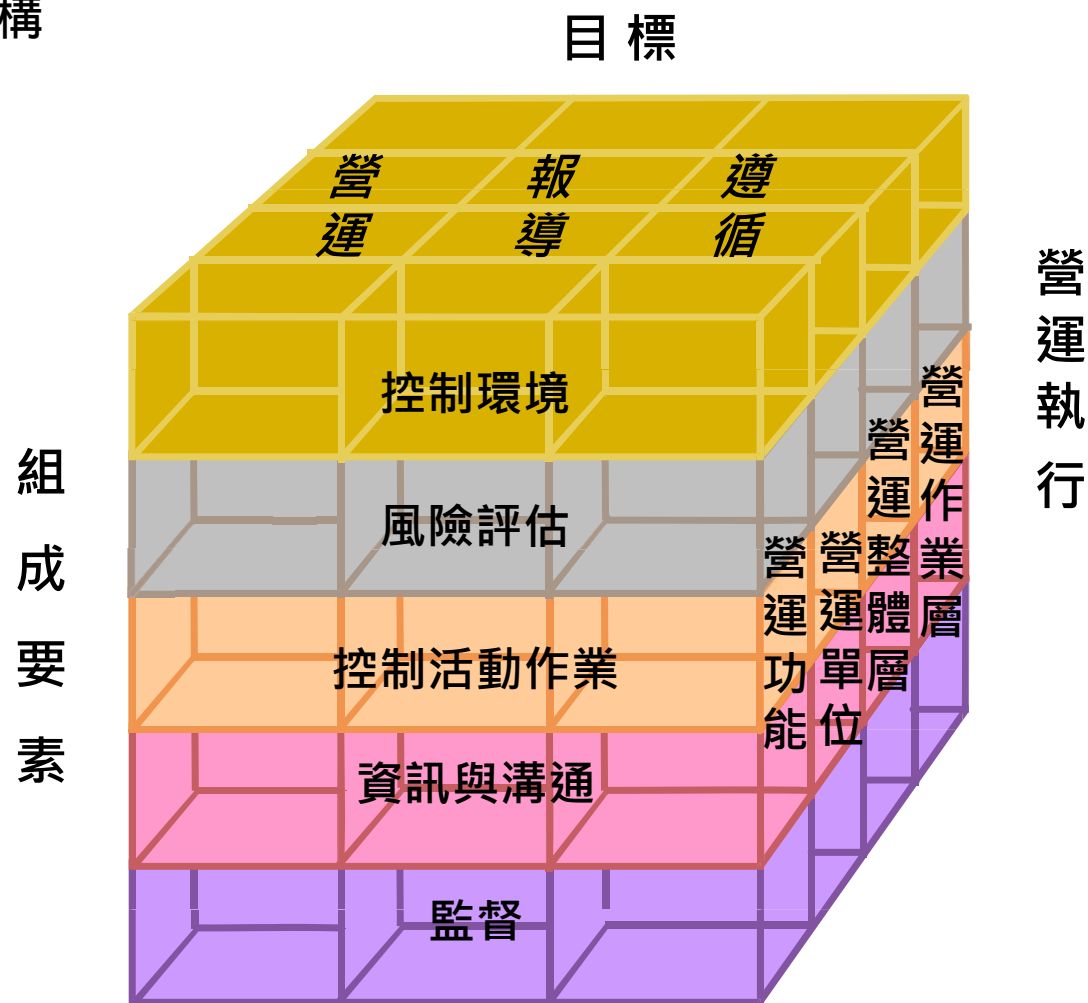 構
目標
營運
報導
遵循
控制環境
風險評估
控制活動作業
資訊與溝通
監督
組成要素
營運功能
營運單位
營運整體層
營運作業層
營運執行